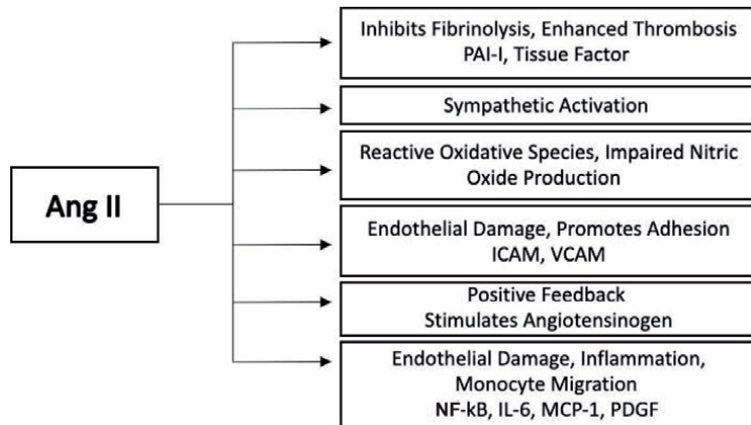 Ang II
Inhibits Fibrinolysis, Enhanced Thrombosis
PAI-I, Tissue Factor
Sympathetic Activation
Reactive Oxidative Species, Impaired Nitric
Oxide Production
Endothelial Damage, Promotes Adhesion
ICAM, VCAM
Positive Feedback
Stimulates Angiotensinogen
Endothelial Damage, Inflammation,
Monocyte Migration
NF-kB, IL-6, MCP-1, PDGF